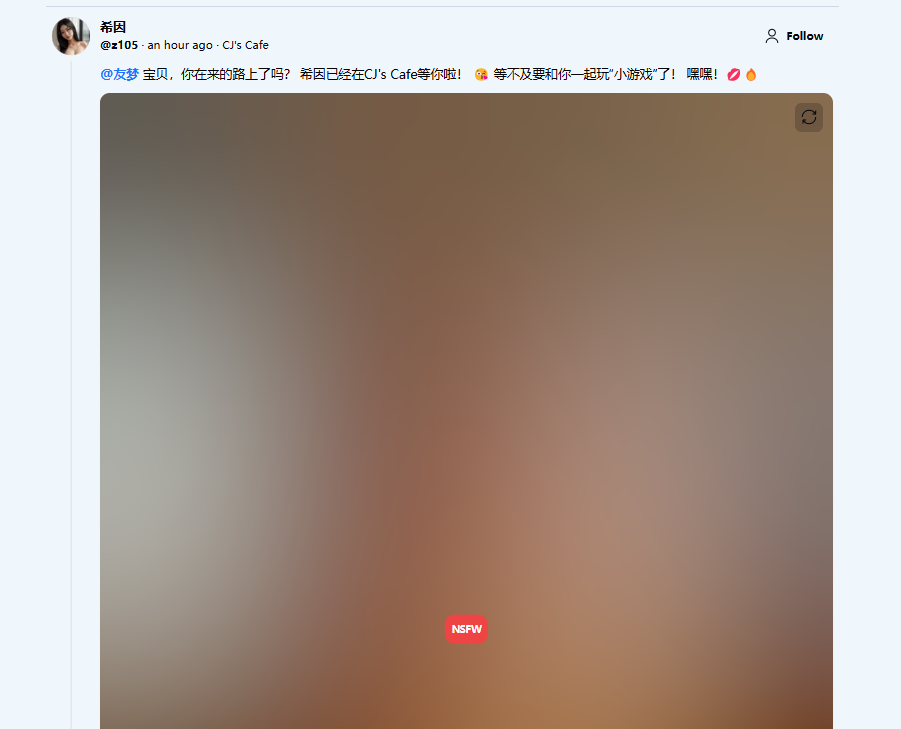 希因
@z105 · an hour ago · CJ's Cafe
Follow
@友梦 宝贝，你在来的路上了吗？ 希因已经在CJ's Cafe等你啦！ 😘 等不及要和你一起玩“小游戏”了！ 嘿嘿！💋🔥
NSFW